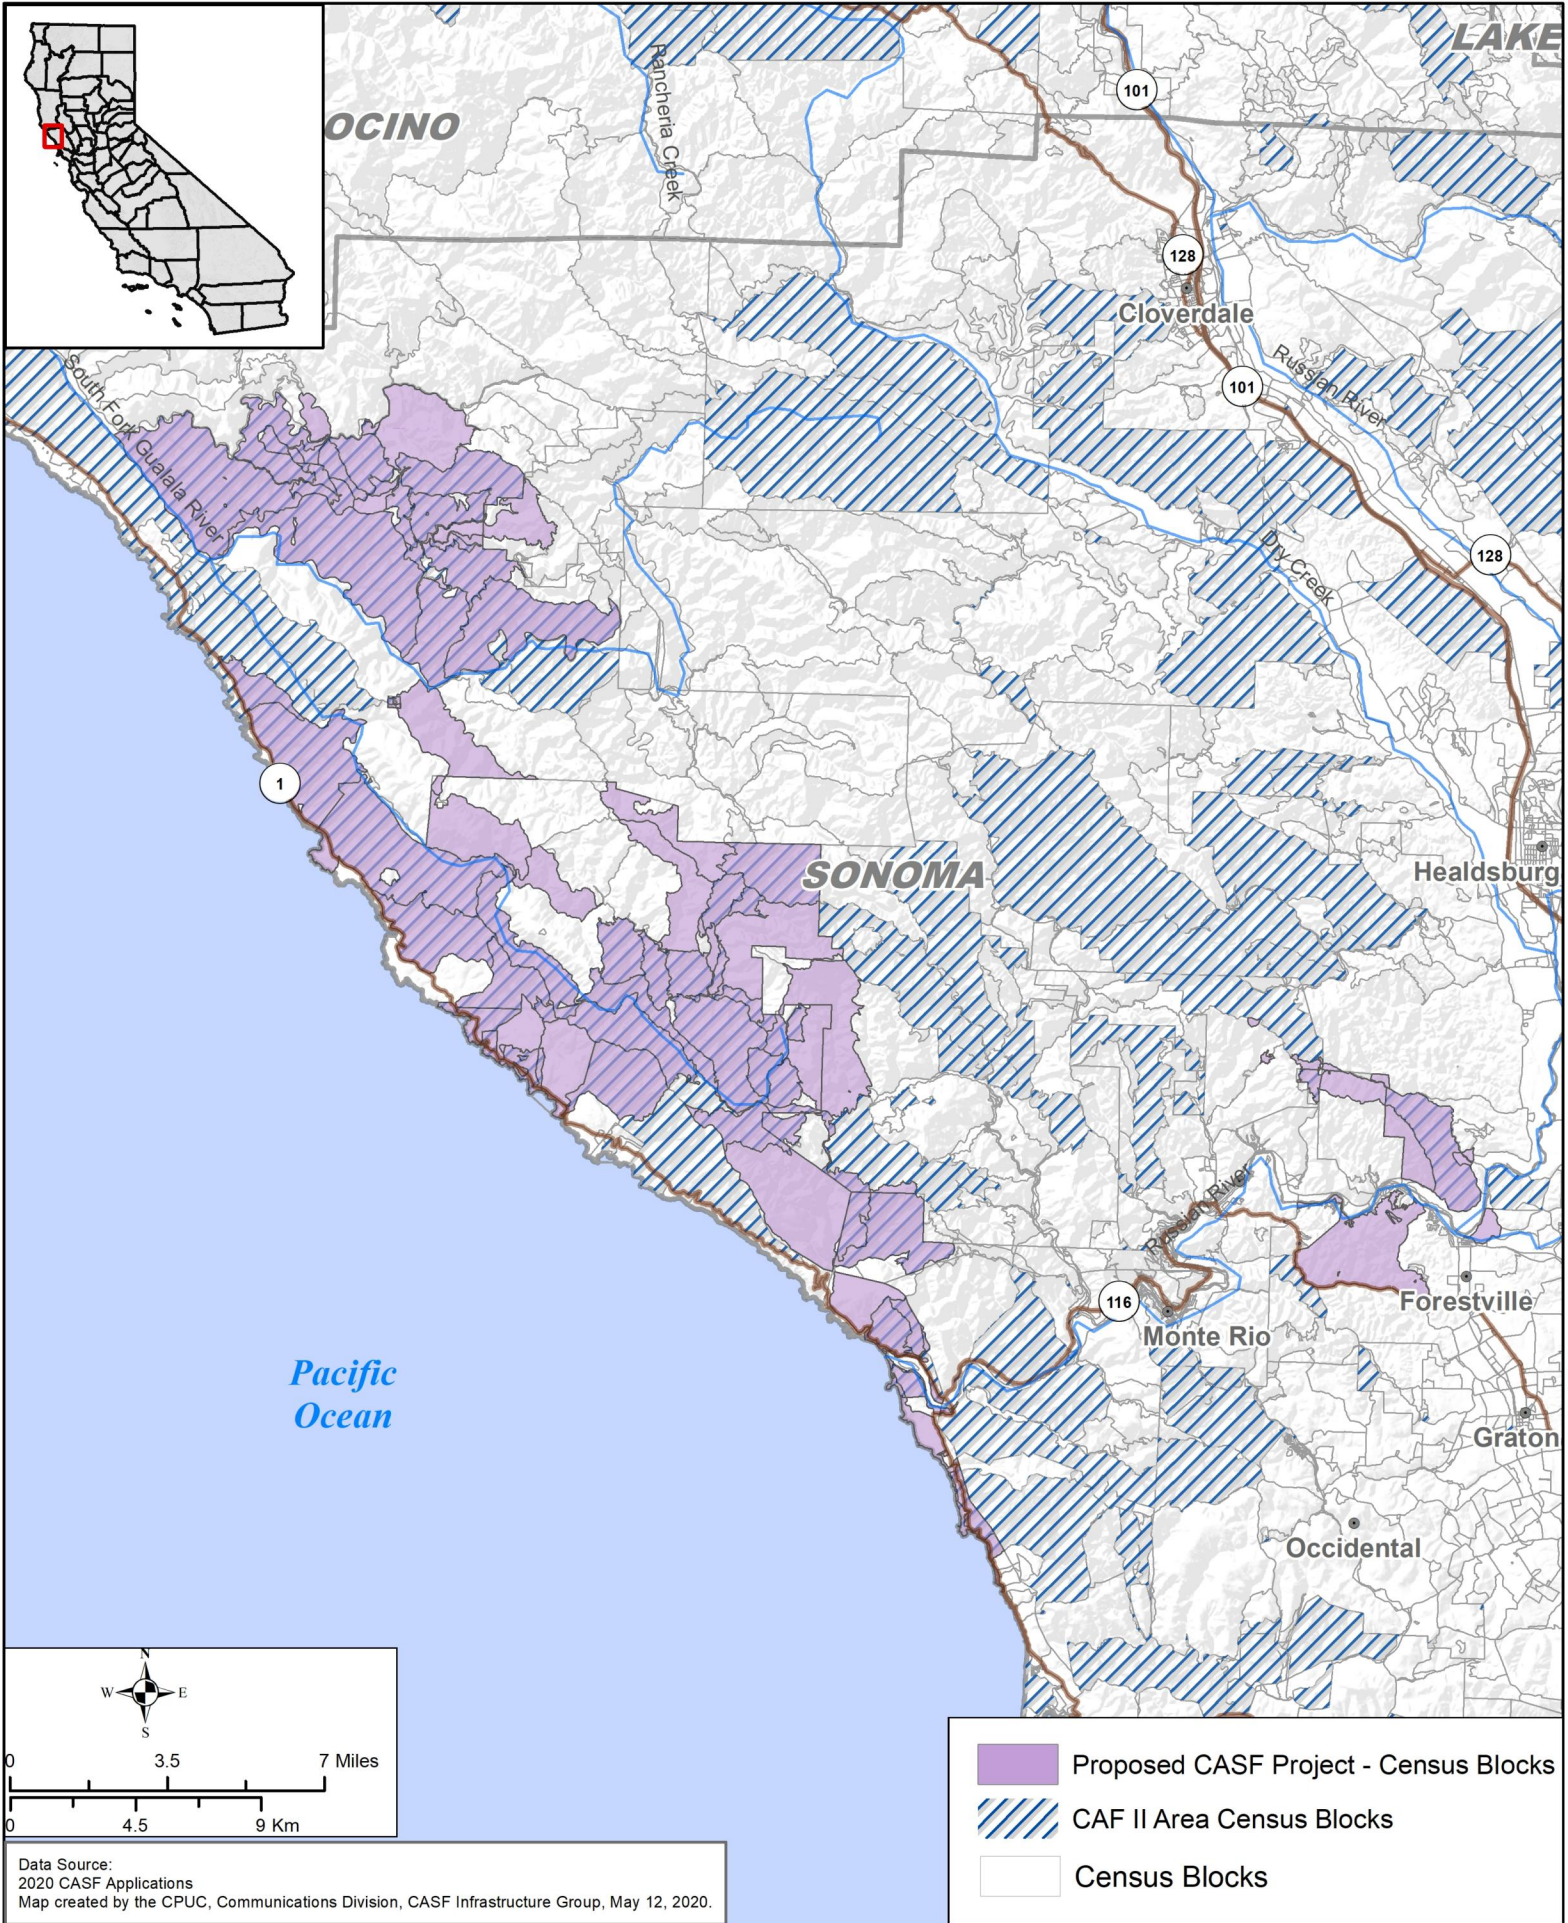 LAKE
101
OCINO
Rancheria Creek
128
Cloverdale
Russian River
101
South Fork Gualala River
Dry Creek
128
1
SONOMA
Healdsburg
Russian River
116
Monte Rio
Forestville
Pacific
Ocean
Graton
Occidental
N
W E
S
0 3.5 7 Miles
0 4.5 9 Km
Proposed CASF Project - Census Blocks
CAF II Area Census Blocks
Census Blocks
Data Source:
2020 CASF Applications
Map created by the CPUC, Communications Division, CASF Infrastructure Group, May 12, 2020.